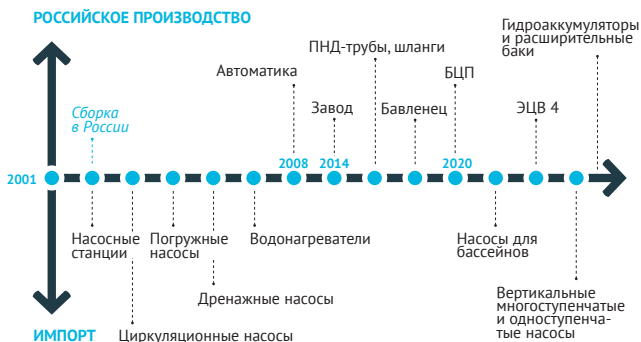 РОССИЙСКОЕ ПРОИЗВОДСТВО
Гидроаккумуляторы
и расширительные
баки
ПНД-трубы, шланги
Автоматика
БЦП
Сборка
в России
Завод
Бавленец
ЭЦВ 4
2008
2014
2020
2001
Насосные
станции
Погружные
насосы
Водонагреватели
Насосы для
бассейнов
Дренажные насосы
Вертикальные
многоступенчатые
и одноступенча-
тые насосы
ИМПОРТ
Циркуляционные насосы